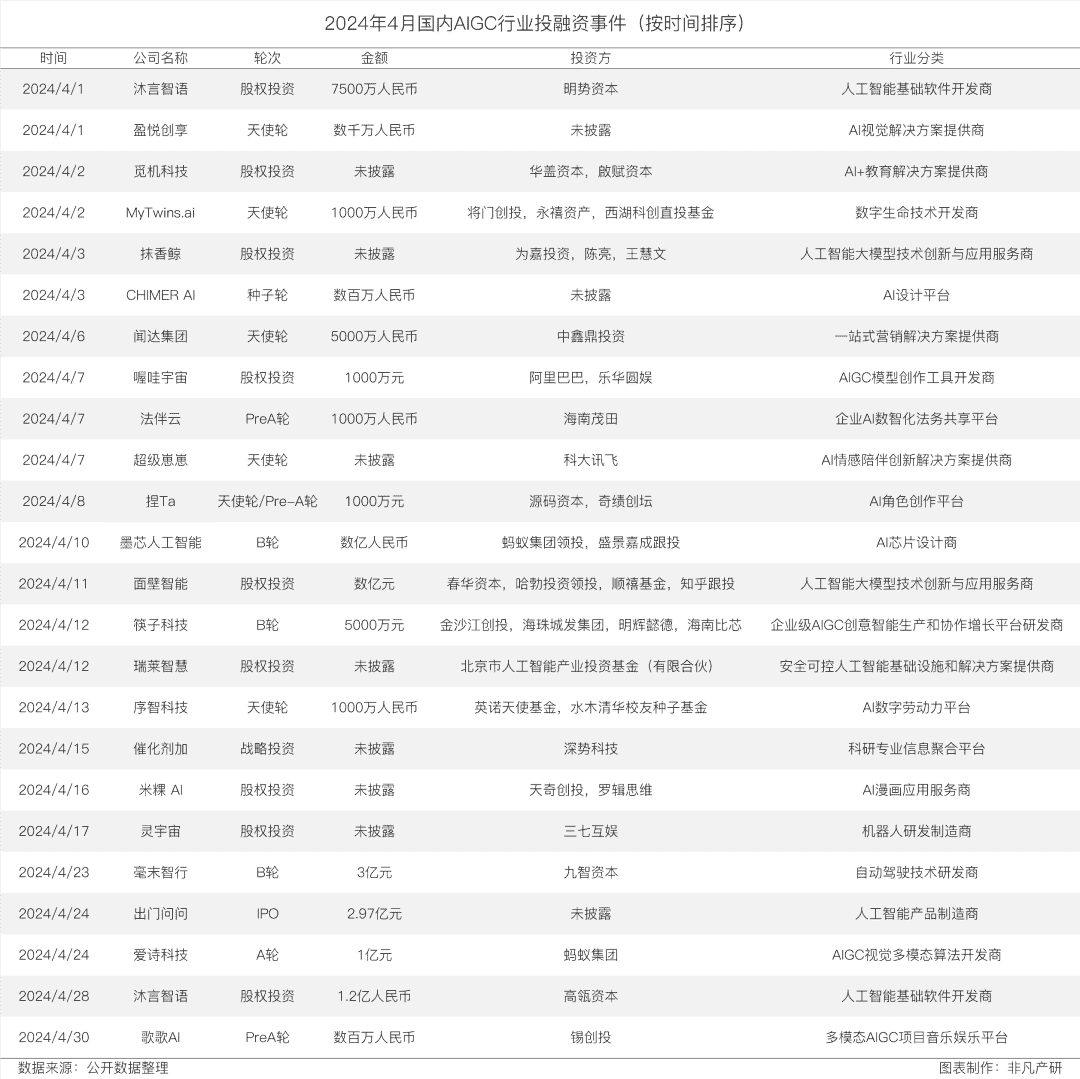 2024年4月国内AIGC行业投融资事件（按时间排序）
时间 公司名称 轮次 金额 投资方 行业分类
2024/4/1 沐言智语 股权投资 7500万人民币 明势资本 人工智能基础软件开发商
2024/4/1 盈悦创享 天使轮 数千万人民币 未披露 AI视觉解决方案提供商
2024/4/2 觅机科技 股权投资 未披露 华盖资本，啟赋资本 AI+教育解决方案提供商
2024/4/2 MyTwins.ai 天使轮 1000万人民币 将门创投，永禧资产，西湖科创直投基金 数字生命技术开发商
2024/4/3 抹香鲸 股权投资 未披露 为嘉投资，陈亮，王慧文 人工智能大模型技术创新与应用服务商
2024/4/3 CHIMER AI 种子轮 数百万人民币 未披露 AI设计平台
2024/4/6 闻达集团 天使轮 5000万人民币 中鑫鼎投资 一站式营销解决方案提供商
2024/4/7 喔哇宇宙 股权投资 1000万元 阿里巴巴，乐华圆娱 AIGC模型创作工具开发商
2024/4/7 法伴云 PreA轮 1000万人民币 海南茂田 企业AI数智化法务共享平台
2024/4/7 超级崽崽 天使轮 未披露 科大讯飞 AI情感陪伴创新解决方案提供商
2024/4/8 捏Ta 天使轮/Pre-A轮 1000万元 源码资本，奇绩创坛 AI角色创作平台
2024/4/10 墨芯人工智能 B轮 数亿人民币 蚂蚁集团领投，盛景嘉成跟投 AI芯片设计商
2024/4/11 面壁智能 股权投资 数亿元 春华资本，哈勃投资领投，顺禧基金，知乎跟投 人工智能大模型技术创新与应用服务商
2024/4/12 筷子科技 B轮 5000万元 金沙江创投，海珠城发集团，明辉懿德，海南比芯 企业级AIGC创意智能生产和协作增长平台研发商
2024/4/12 瑞莱智慧 股权投资 未披露 北京市人工智能产业投资基金（有限合伙） 安全可控人工智能基础设施和解决方案提供商
2024/4/13 序智科技 天使轮 1000万人民币 英诺天使基金，水木清华校友种子基金 AI数字劳动力平台
2024/4/15 催化剂加 战略投资 未披露 深势科技 科研专业信息聚合平台
2024/4/16 米粿 AI 股权投资 未披露 天奇创投，罗辑思维 AI漫画应用服务商
2024/4/17 灵宇宙 股权投资 未披露 三七互娱 机器人研发制造商
2024/4/23 毫末智行 B轮 3亿元 九智资本 自动驾驶技术研发商
2024/4/24 出门问问 IPO 2.97亿元 未披露 人工智能产品制造商
2024/4/24 爱诗科技 A轮 1亿元 蚂蚁集团 AIGC视觉多模态算法开发商
2024/4/28 沐言智语 股权投资 1.2亿人民币 高瓴资本 人工智能基础软件开发商
2024/4/30 歌歌AI PreA轮 数百万人民币 锡创投 多模态AIGC项目音乐娱乐平台
数据来源：公开数据整理 图表制作：非凡产研